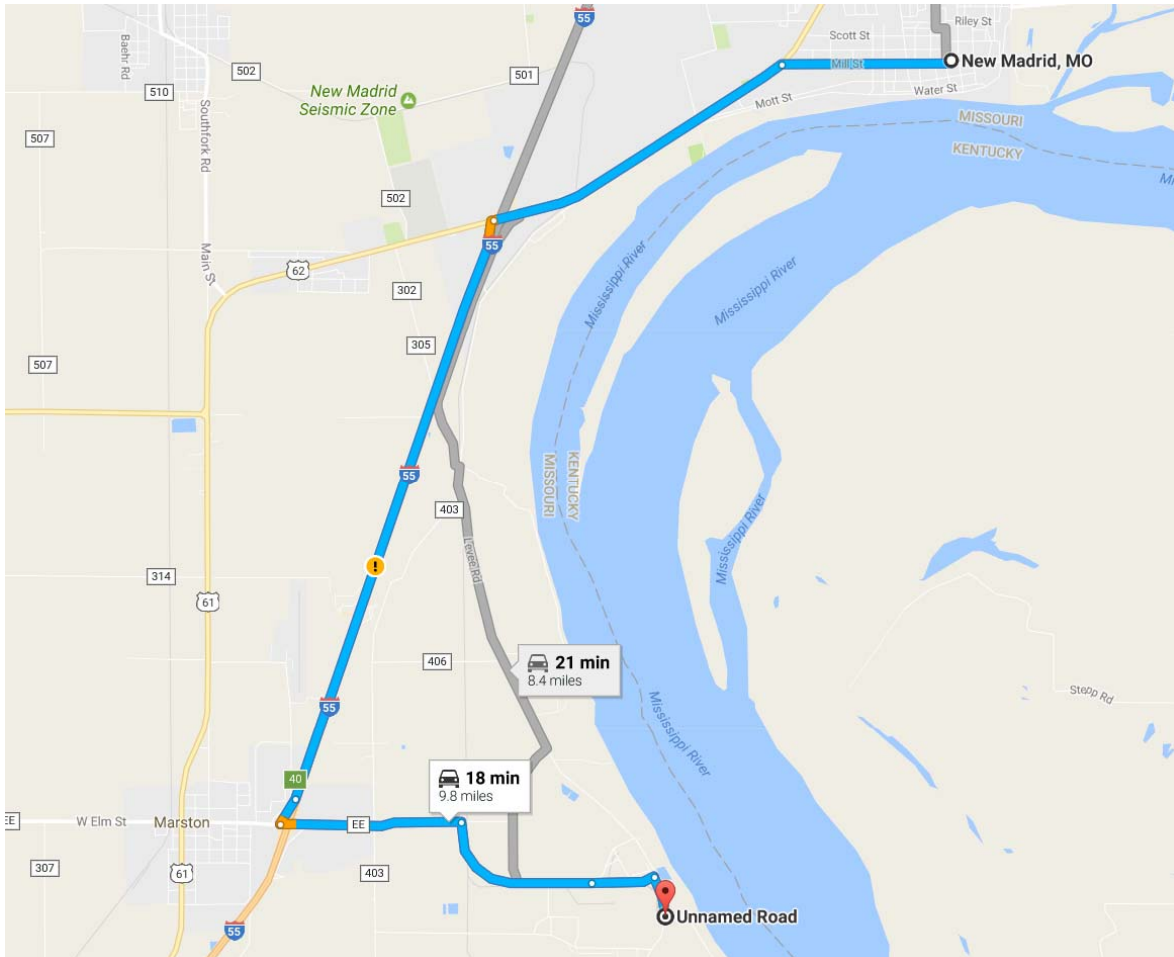 55
Riley St
Scott St
New Madrid, MO
Mill St
Baehr Rd
502
501
510
New Madrid
Seismic Zone
Water St
Mott St
MISSOURI
KENTUCKY
507
Southfork Rd
502
Mi
55
Main St
62
Mississippi River
Mississippi River
302
305
507
KENTUCKY
MISSOURI
55
403
Mississippi River
Levee Rd
314
61
406
21 min
8.4 miles
Stepp Rd
55
Mississippi River
40
18 min
9.8 miles
EE
W Elm St
Marston
EE
307
61
403
Unnamed Road
55